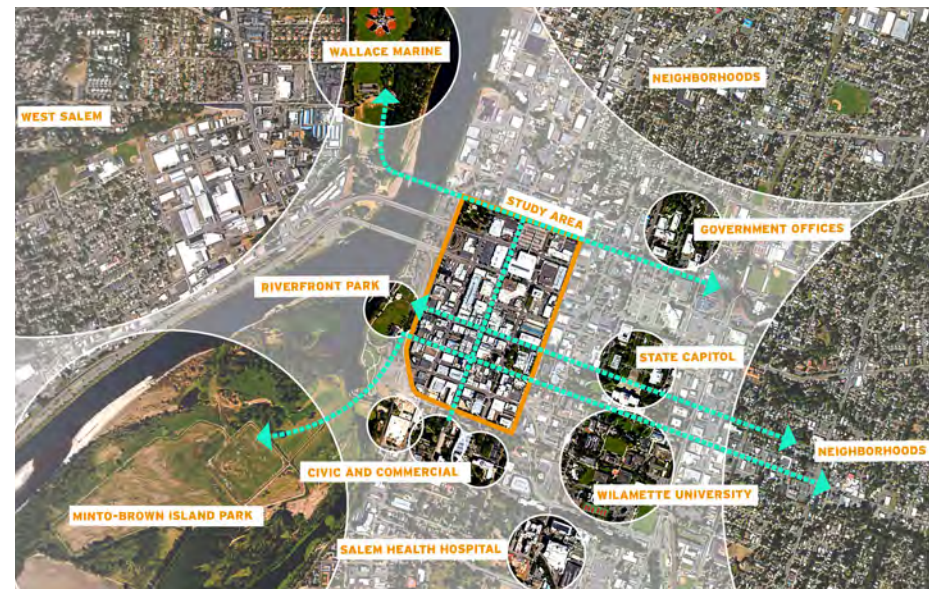 WALLACE MARINE
NEIGHBORHOODS
WEST SALEM
STUDY AREA
GOVERNMENT OFFICES
RIVERFRONT PARK
STATE CAPITOL
NEIGHBORHOODS
CIVIC AND COMMERCIAL
WILAMETTE UNIVERSITY
MINTO-BROWN ISLAND PARK
SALEM HEALTH HOSPITAL